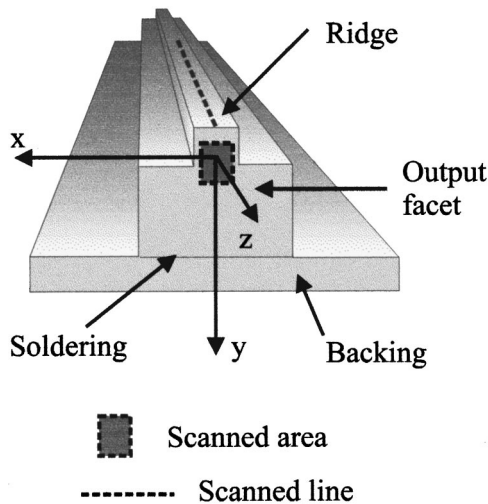 Ridge
x
Output
facet
z
Soldering
y
Backing
Scanned area
Scanned line